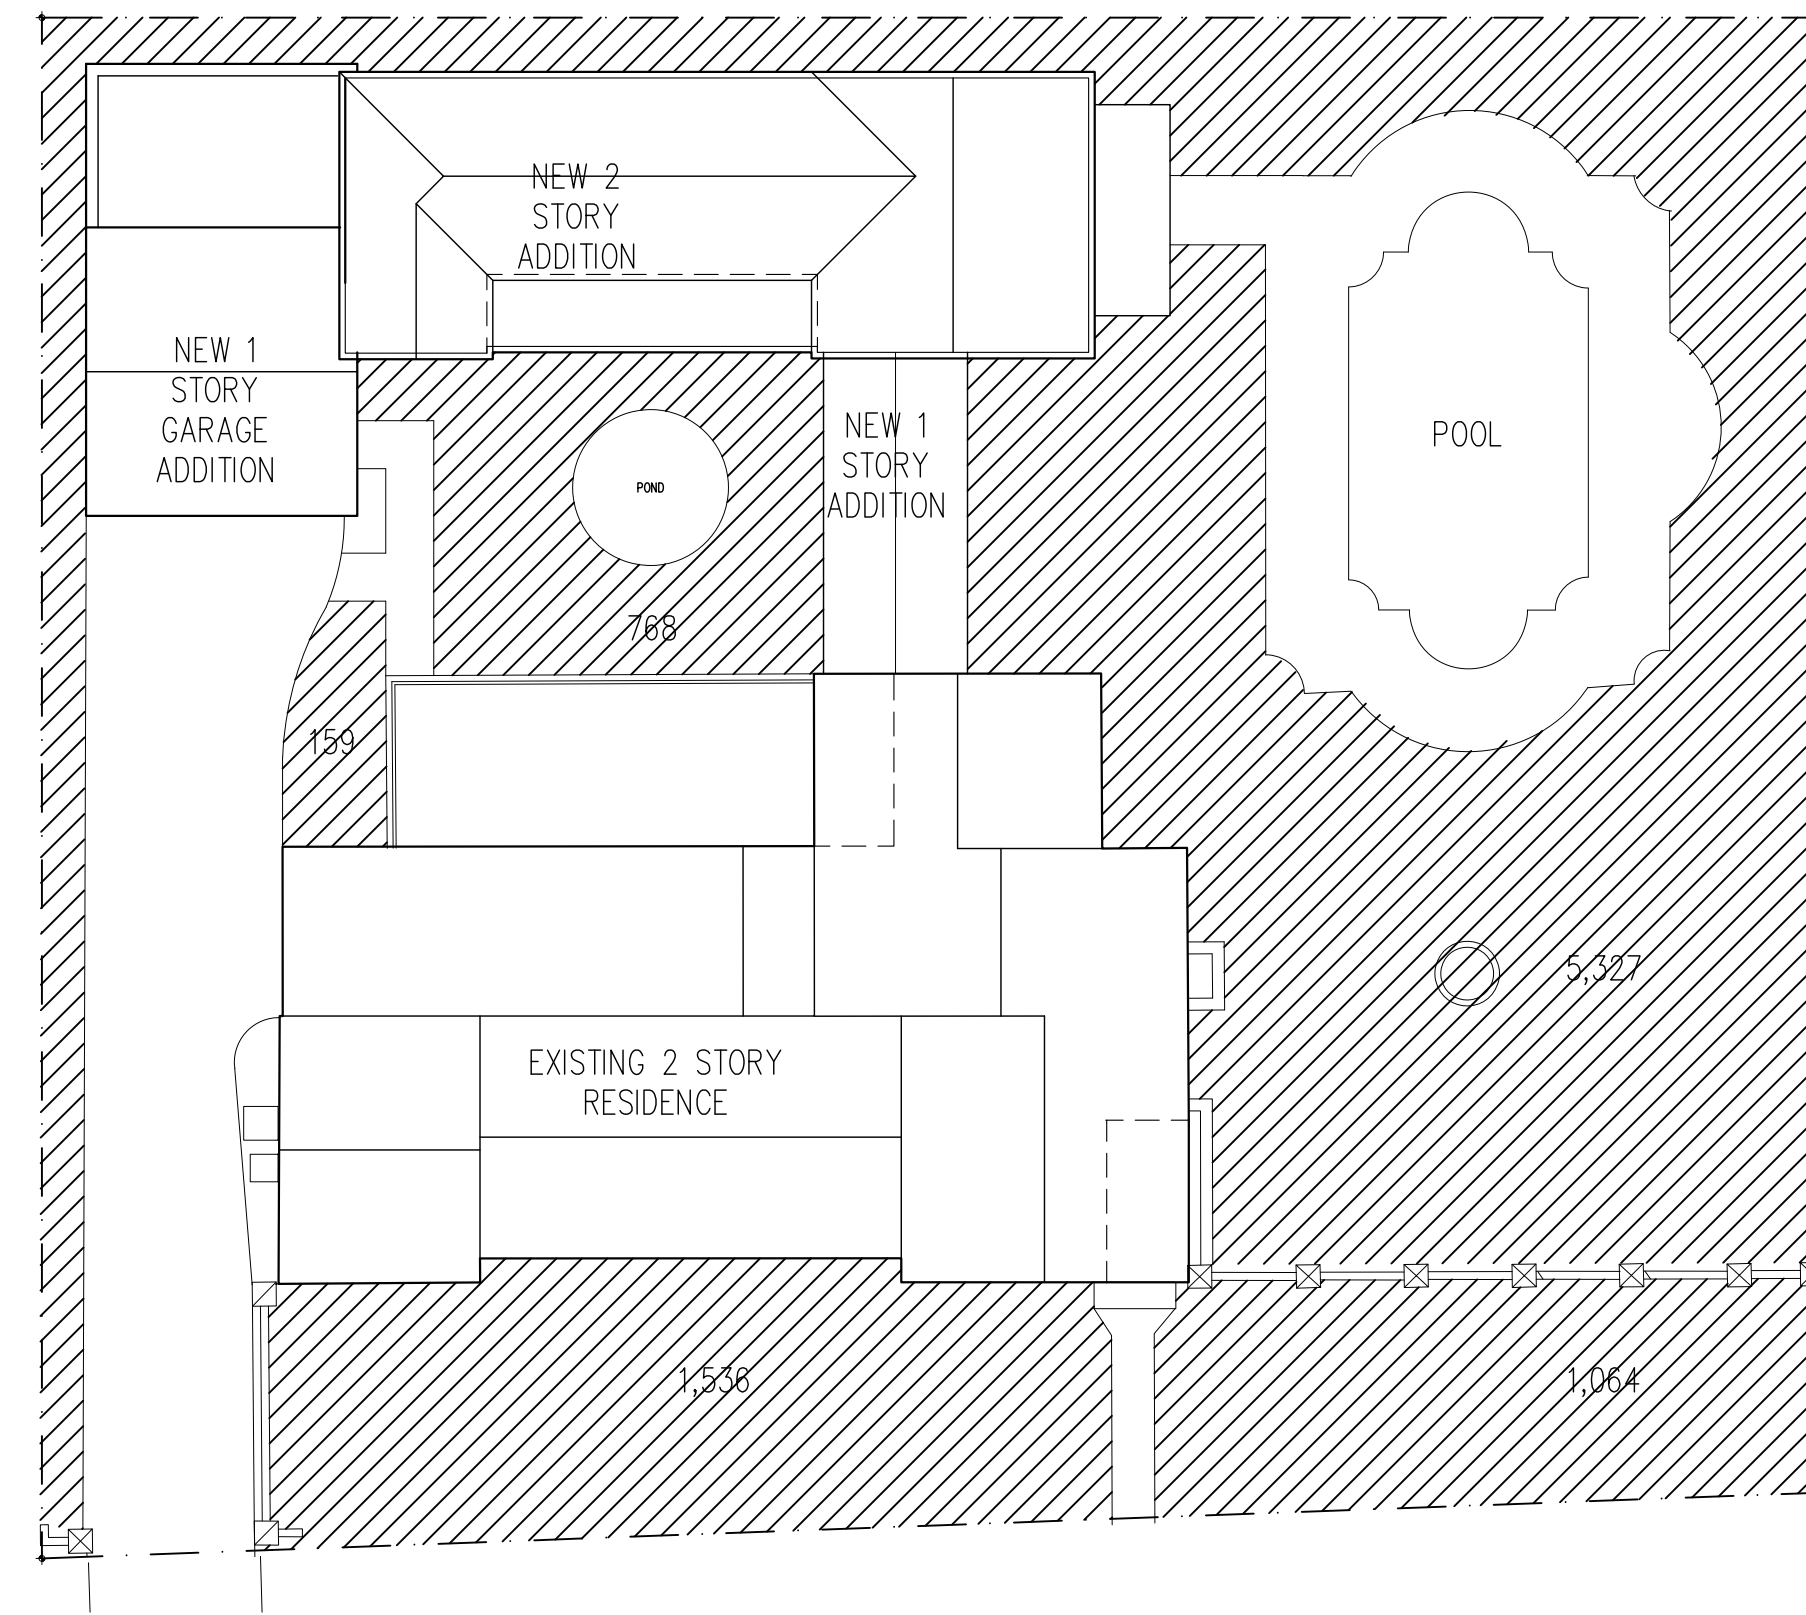 NEW 2
STORY
ADDITION
NEW 1
STORY
GARAGE
ADDITION
NEW 1
STORY
ADDITION
POOL
POND
768
159
5,327
EXISTING 2 STORY
RESIDENCE
1,536
1,064